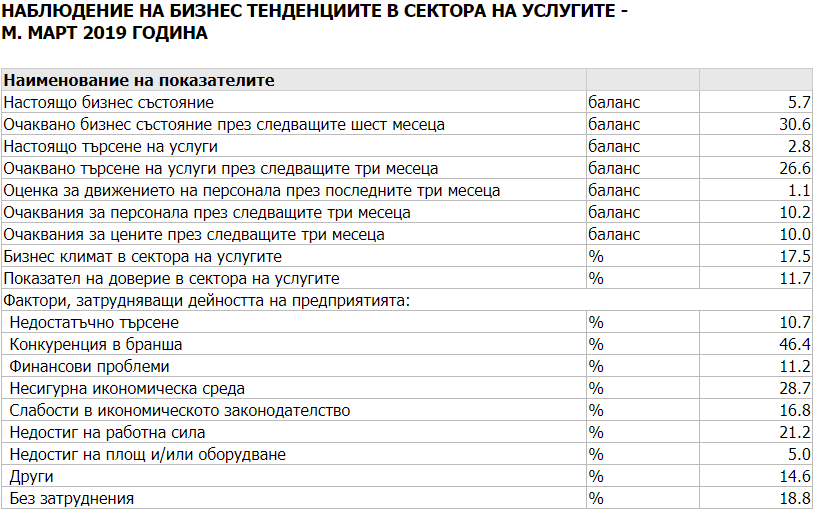 НАБЛЮДЕНИЕ НА БИЗНЕС ТЕНДЕНЦИИТЕ В СЕКТОРА НА УСЛУГИТЕ -
М. МАРТ 2019 ГОДИНА
Наименование на показателите
Настоящо бизнес състояние баланс 5.7
Очаквано бизнес състояние през следващите шест месеца баланс 30.6
Настоящо търсене на услуги баланс 2.8
Очаквано търсене на услуги през следващите три месеца баланс 26.6
Оценка за движението на персонала през последните три месеца баланс 1.1
Очаквания за персонала през следващите три месеца баланс 10.2
Очаквания за цените през следващите три месеца баланс 10.0
Бизнес климат в сектора на услугите % 17.5
Показател на доверие в сектора на услугите % 11.7
Фактори, затрудняващи дейността на предприятията:
Недостатъчно търсене % 10.7
Конкуренция в бранша % 46.4
Финансови проблеми % 11.2
Несигурна икономическа среда % 28.7
Слабости в икономическото законодателство % 16.8
Недостиг на работна сила % 21.2
Недостиг на площ и/или оборудване % 5.0
Други % 14.6
Без затруднения % 18.8